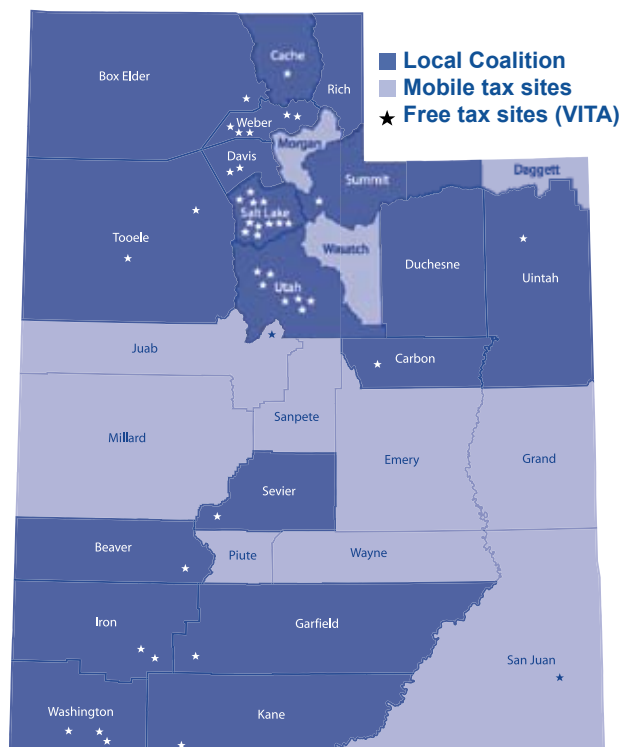 Local Coalition
Mobile tax sites
Free tax sites (VITA)
Cache
Box Elder
Rich
Weber
Morgan
Davis
Summit
Daggett
Salt Lake
Tooele
Wasatch
Duchesne
Uintah
Utah
Juab
Carbon
Sanpete
Millard
Emery
Grand
Sevier
Beaver
Piute
Wayne
Iron
Garfield
San Juan
Washington
Kane